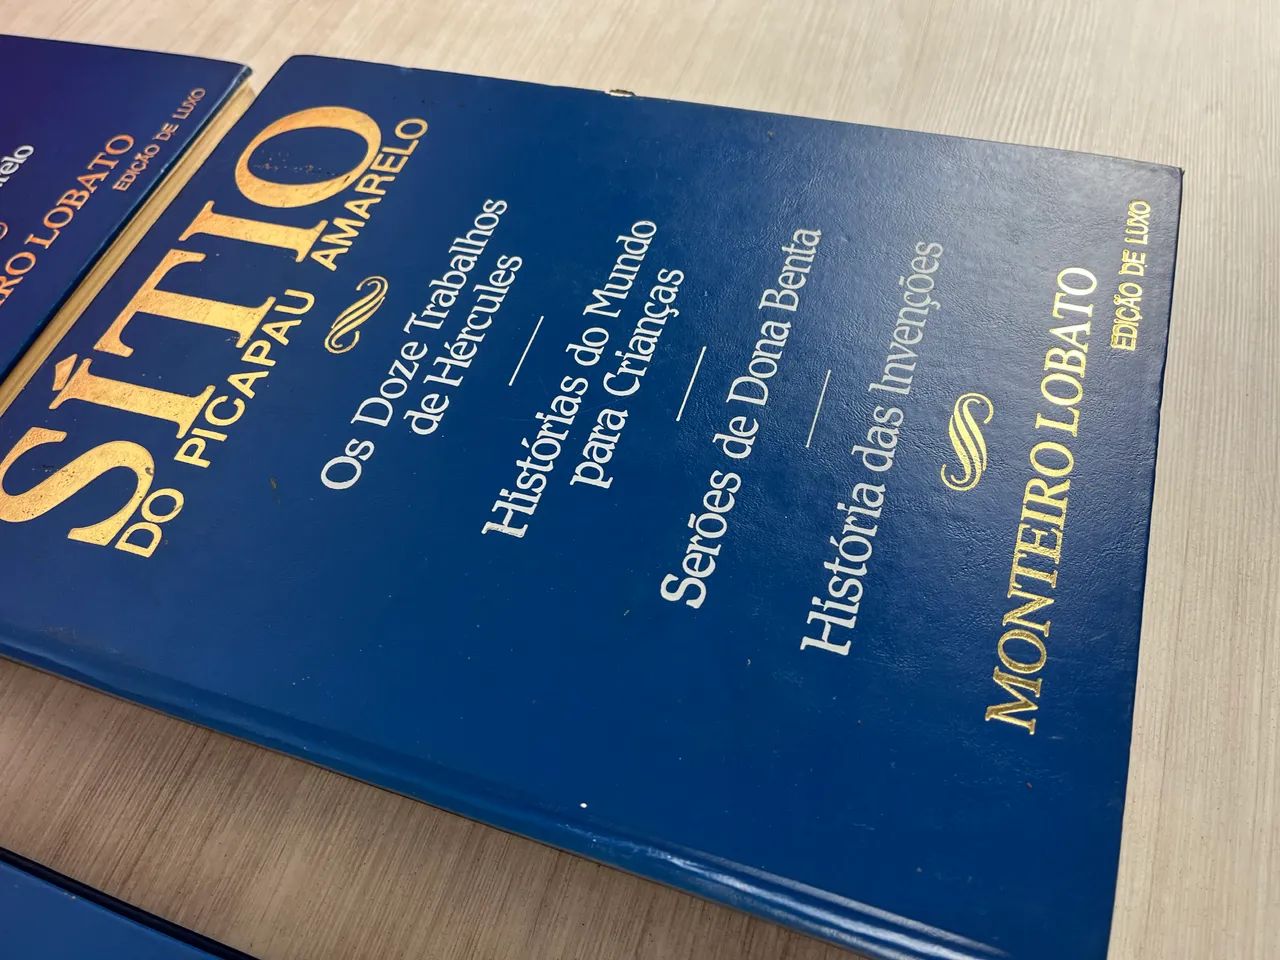 SÍTIO
DO PICAPAU AMARELO
Os Doze Trabalhos
de Hércules
Histórias do Mundo
para Crianças
Serões de Dona Benta
História das Invenções
MONTEIRO LOBATO
EDIÇÃO DE LUXO
LOBATO
EDIÇÃO DE LUXO